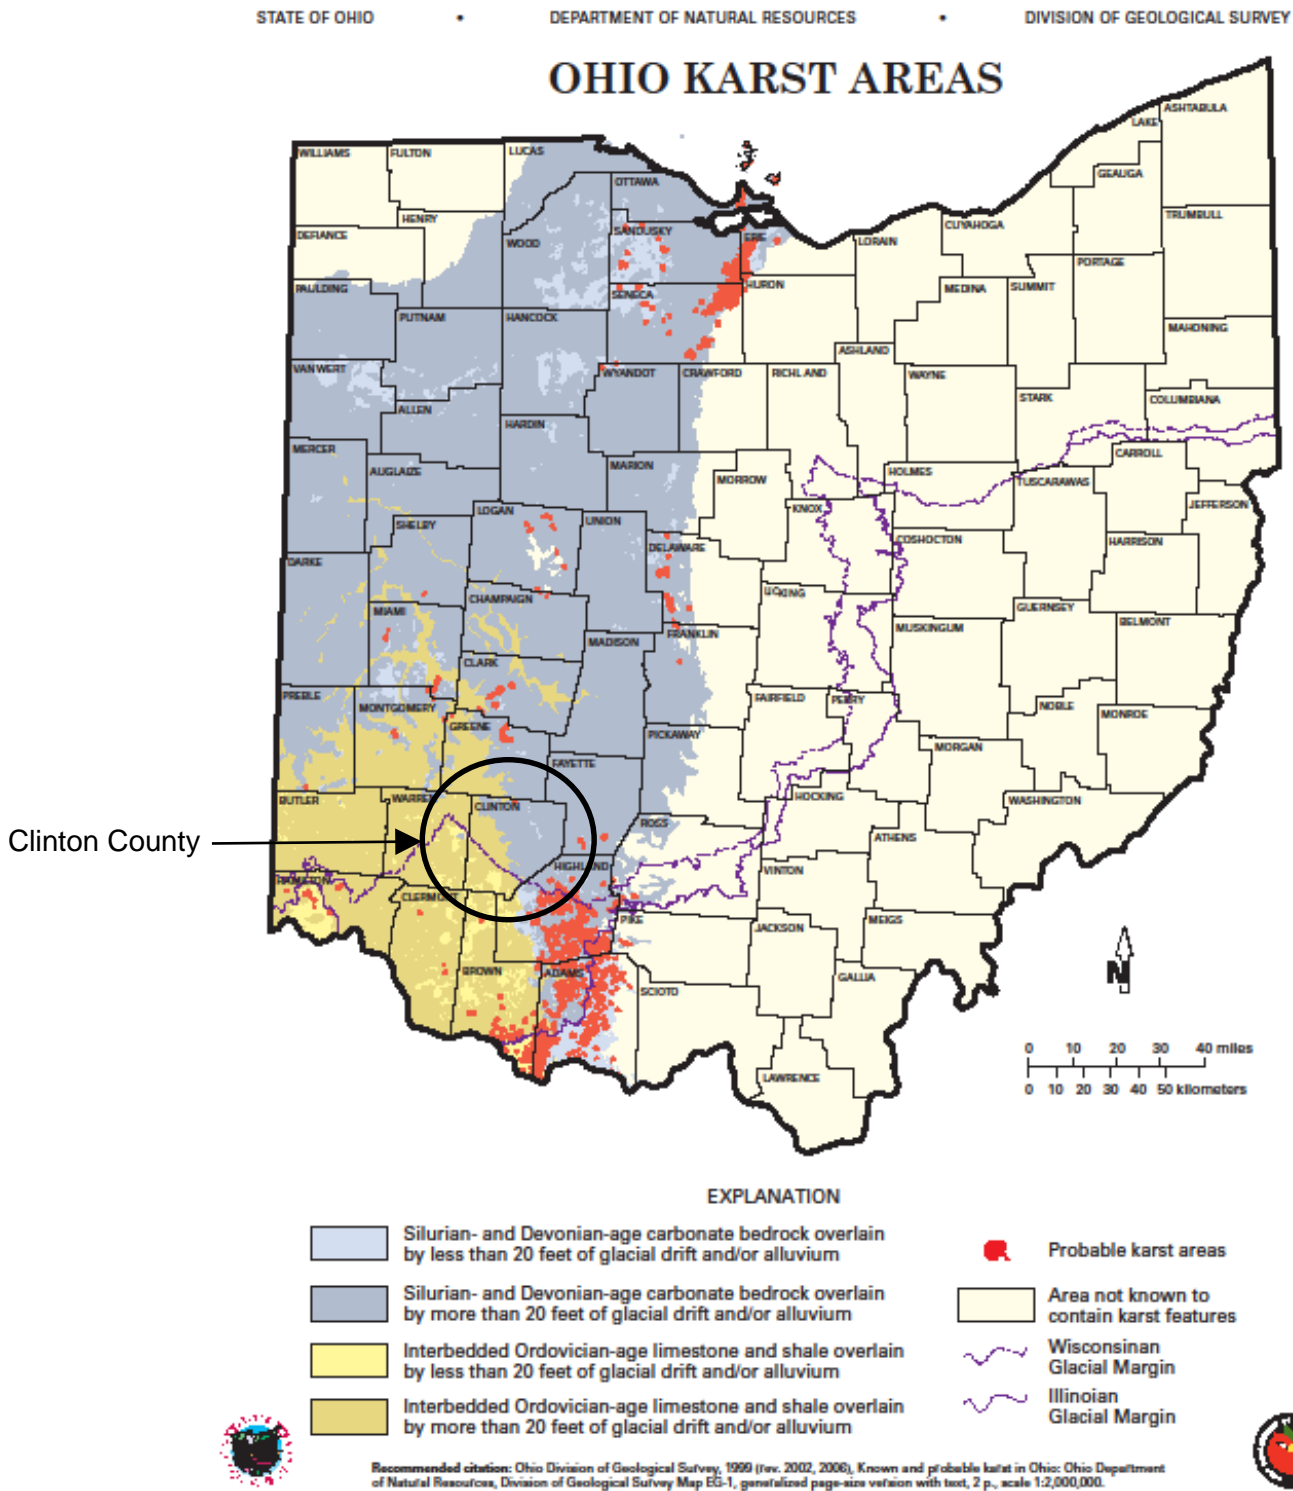 STATE OF OHIO • DEPARTMENT OF NATURAL RESOURCES • DIVISION OF GEOLOGICAL SURVEY
OHIO KARST AREAS
ASHTABULA
LAKE
WILLIAMS
FULTON
LUCAS
GEAUGA
OTTAWA
TRUMBULL
HENRY
CUYAHOGA
DEFIANCE
WOOD
SANDUSKY
ERIE
LORAIN
PORTAGE
PAULDING
SENECA
HURON
MEDINA
SUMMIT
PUTNAM
HANCOCK
MAHONING
ASHLAND
VAN WERT
WYANDOT
CRAWFORD
RICHLAND
WAYNE
STARK
COLUMBIANA
ALLEN
HARDIN
MERCER
CARROLL
AUGLAIZE
MARION
MORROW
HOLMES
TUSCARAWAS
JEFFERSON
LOGAN
UNION
KNOX
SHELBY
COSHOCTON
HARRISON
DELAWARE
DARKE
LICKING
CHAMPAIGN
GUERNSEY
MIAMI
BELMONT
MADISON
FRANKLIN
MUSKINGUM
CLARK
PREBLE
FAIRFIELD
PERRY
NOBLE
MONTGOMERY
MONROE
GREENE
PICKAWAY
MORGAN
FAYETTE
BUTLER
WARREN
CLINTON
HOCKING
WASHINGTON
ROSS
Clinton County
ATHENS
HIGHLAND
VINTON
HAMILTON
CLERMONT
PIKE
MEIGS
JACKSON
BROWN
ADAMS
GALLIA
N
SCIOTO
0 10 20 30 40 miles
LAWRENCE
0 10 20 30 40 50 kilometers
EXPLANATION
Silurian- and Devonian-age carbonate bedrock overlain
by less than 20 feet of glacial drift and/or alluvium
Silurian- and Devonian-age carbonate bedrock overlain
by more than 20 feet of glacial drift and/or alluvium
Interbedded Ordovician-age limestone and shale overlain
by less than 20 feet of glacial drift and/or alluvium
Interbedded Ordovician-age limestone and shale overlain
by more than 20 feet of glacial drift and/or alluvium
Probable karst areas
Area not known to
contain karst features
Wisconsinan
Glacial Margin
Illinoian
Glacial Margin
Recommended citation: Ohio Division of Geological Survey, 1999 (rev. 2002, 2006), Known and probable karst in Ohio: Ohio Department
of Natural Resources, Division of Geological Survey Map EG-1, generalized page-size version with text, 2 p., scale 1:2,000,000.